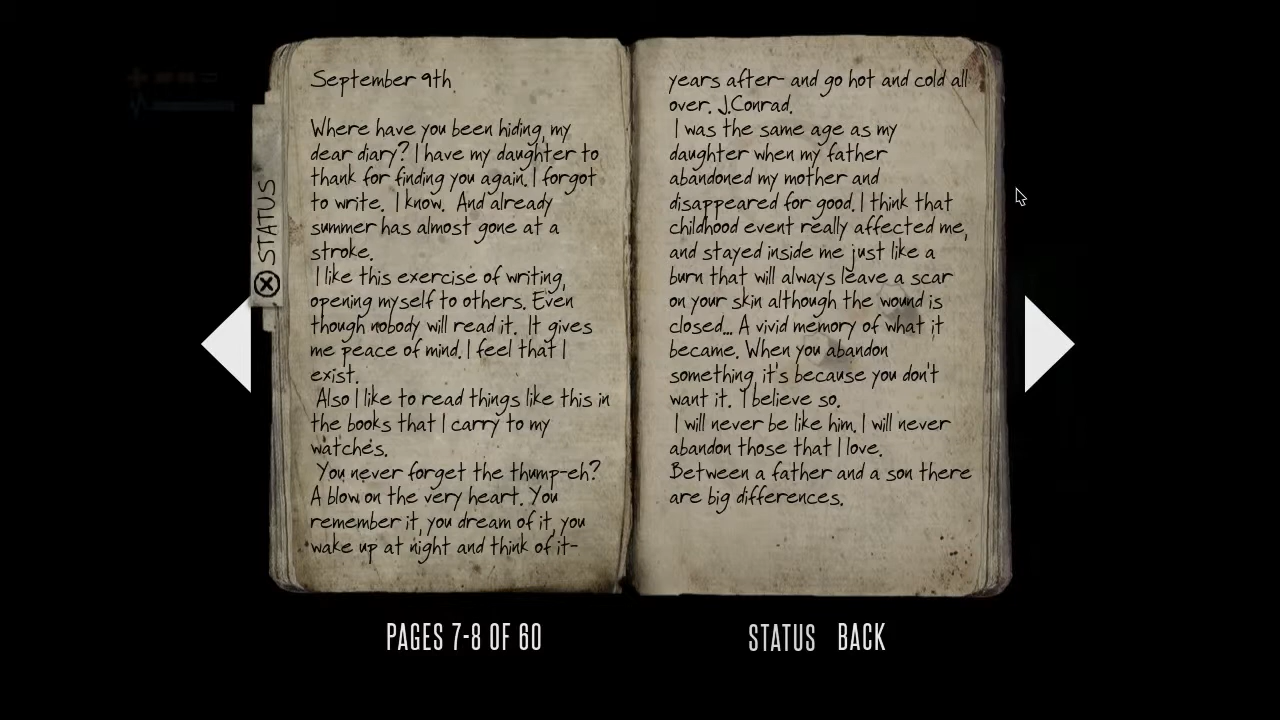 September 9th
Where have you been hiding, my
dear diary? I have my daughter to
thank for finding you again. I forgot
to write. I know. And already
summer has almost gone at a
stroke.
I like this exercise of writing,
opening myself to others. Even
though nobody will read it. It gives
me peace of mind. I feel that I
exist.
Also I like to read things like this in
the books that I carry to my
watches.
You never forget the thump-eh?
A blow on the very heart. You
remember it, you dream of it, you
wake up at night and think of it-
years after- and go hot and cold all
over. J.Conrad.
I was the same age as my
daughter when my father
abandoned my mother and
disappeared for good. I think that
childhood event really affected me,
and stayed inside me just like a
burn that will always leave a scar
on your skin although the wound is
closed... A vivid memory of what it
became. When you abandon
something, it's because you don't
want it. I believe so.
I will never be like him. I will never
abandon those that I love.
Between a father and a son there
are big differences.
STATUS
PAGES 7-8 OF 60
STATUS BACK